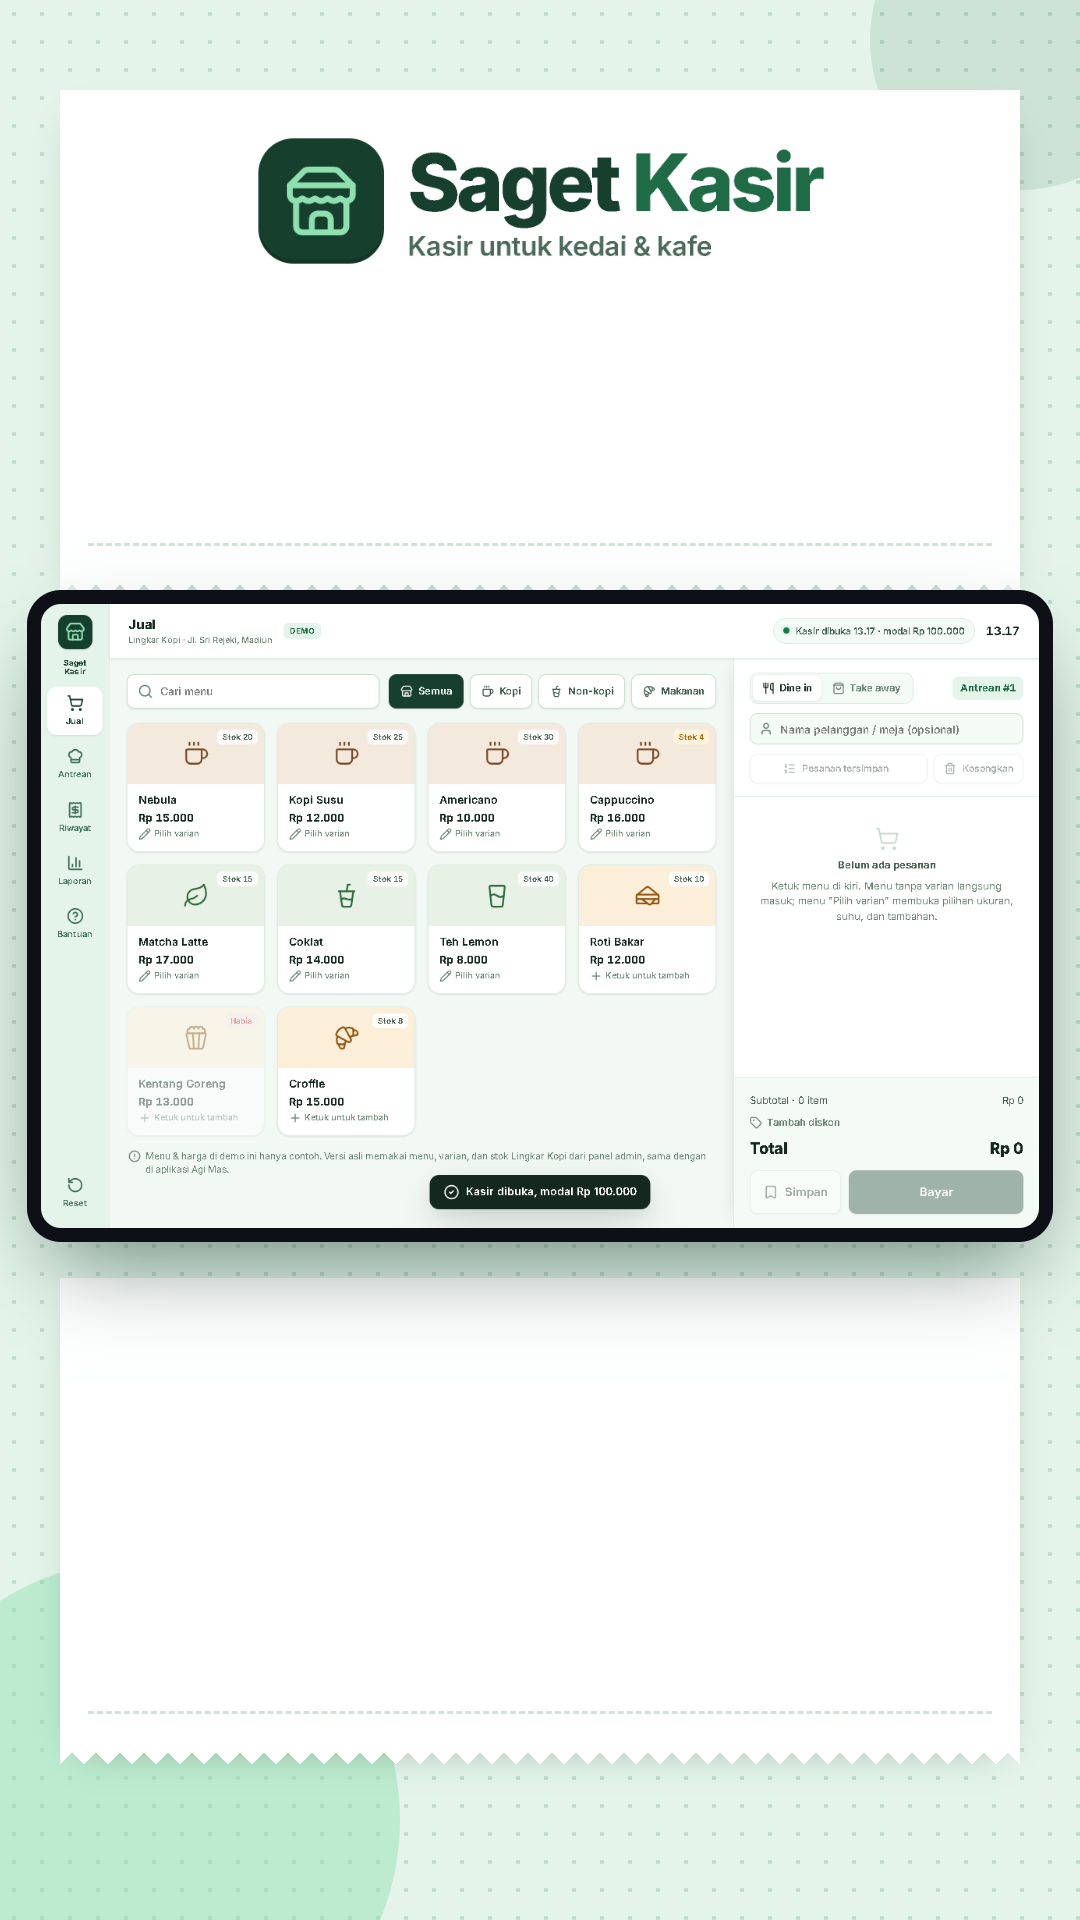 Saget Kasir
Kasir untuk kedai & kafe
Saget
Kasir
Jual
Antrean
Riwayat
Laporan
Bantuan
Reset
Jual
Lingkar Kopi · Jl. Sri Rejeki, Madiun
DEMO
Kasir dibuka 13.17 · modal Rp 100.000
13.17
Cari menu
Semua
Kopi
Non-kopi
Makanan
Stok 20
Nebula
Rp 15.000
Pilih varian
Stok 25
Kopi Susu
Rp 12.000
Pilih varian
Stok 30
Americano
Rp 10.000
Pilih varian
Stok 4
Cappuccino
Rp 16.000
Pilih varian
Stok 15
Matcha Latte
Rp 17.000
Pilih varian
Stok 15
Coklat
Rp 14.000
Pilih varian
Stok 40
Teh Lemon
Rp 8.000
Pilih varian
Stok 10
Roti Bakar
Rp 12.000
Ketuk untuk tambah
Habis
Kentang Goreng
Rp 13.000
Ketuk untuk tambah
Stok 8
Croffle
Rp 15.000
Ketuk untuk tambah
Menu & harga di demo ini hanya contoh. Versi asli memakai menu, varian, dan stok Lingkar Kopi dari panel admin, sama dengan
di aplikasi Agi Mas.
Kasir dibuka, modal Rp 100.000
Dine in
Take away
Antrean #1
Nama pelanggan / meja (opsional)
Pesanan tersimpan
Kosongkan
Belum ada pesanan
Ketuk menu di kiri. Menu tanpa varian langsung
masuk; menu "Pilih varian" membuka pilihan ukuran,
suhu, dan tambahan.
Subtotal · 0 item
Rp 0
Tambah diskon
Total
Rp 0
Simpan
Bayar